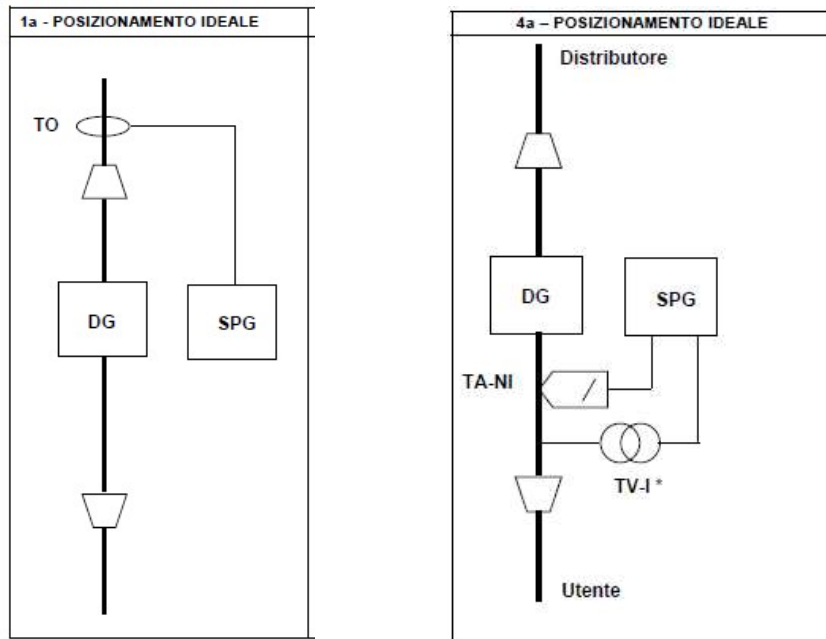 1a - POSIZIONAMENTO IDEALE
TO
DG
SPG
4a – POSIZIONAMENTO IDEALE
Distributore
DG
SPG
TA-NI
TV-I *
Utente